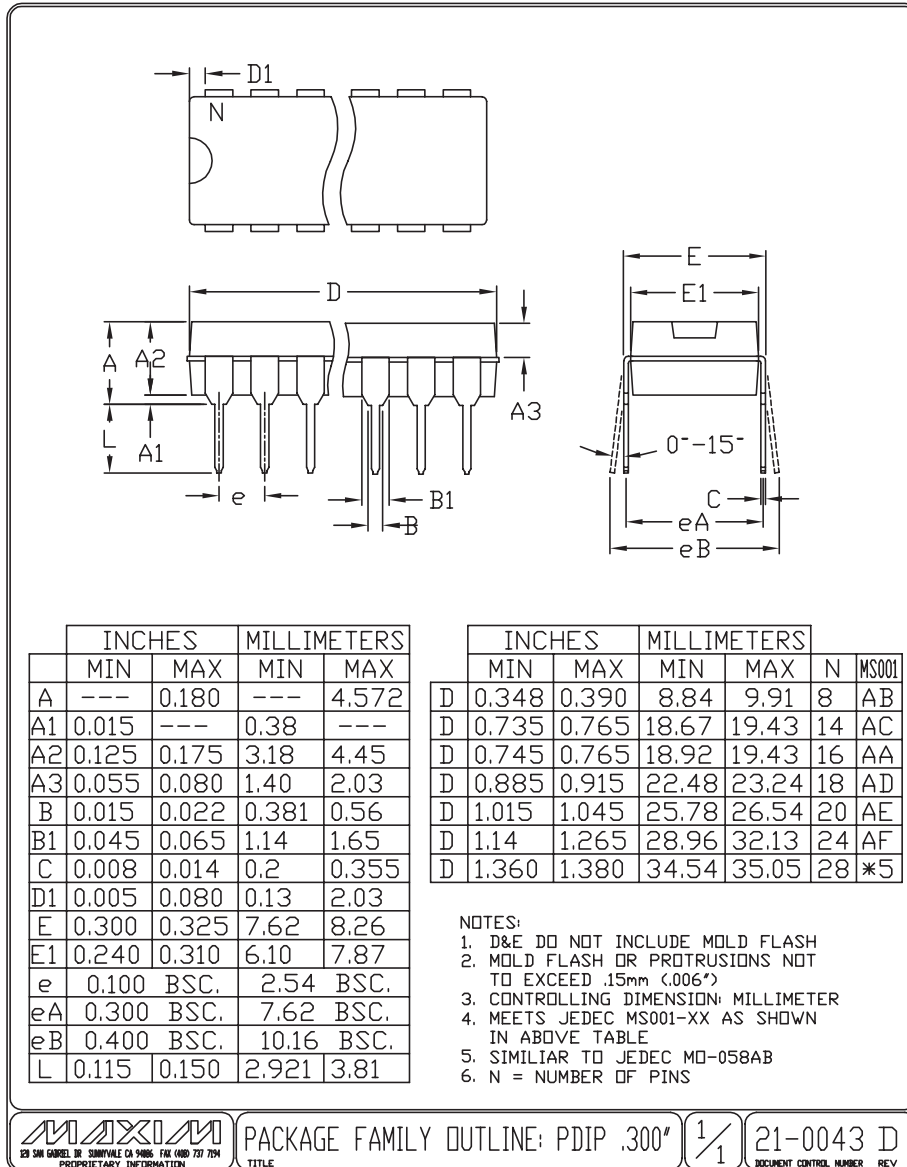 D1
N
D
E
E1
A
A2
A3
L
A1
0°-15°
e
B1
B
C
eA
eB
INCHES MILLIMETERS
MIN MAX MIN MAX
A --- 0.180 --- 4.572
A1 0.015 --- 0.38 ---
A2 0.125 0.175 3.18 4.45
A3 0.055 0.080 1.40 2.03
B 0.015 0.022 0.381 0.56
B1 0.045 0.065 1.14 1.65
C 0.008 0.014 0.2 0.355
D1 0.005 0.080 0.13 2.03
E 0.300 0.325 7.62 8.26
E1 0.240 0.310 6.10 7.87
e 0.100 BSC. 2.54 BSC.
eA 0.300 BSC. 7.62 BSC.
eB 0.400 BSC. 10.16 BSC.
L 0.115 0.150 2.921 3.81
INCHES MILLIMETERS
MIN MAX MIN MAX N MS001
D 0.348 0.390 8.84 9.91 8 AB
D 0.735 0.765 18.67 19.43 14 AC
D 0.745 0.765 18.92 19.43 16 AA
D 0.885 0.915 22.48 23.24 18 AD
D 1.015 1.045 25.78 26.54 20 AE
D 1.14 1.265 28.96 32.13 24 AF
D 1.360 1.380 34.54 35.05 28 *5
NOTES:
1. D&E DO NOT INCLUDE MOLD FLASH
2. MOLD FLASH OR PROTRUSIONS NOT
TO EXCEED .15mm (.006")
3. CONTROLLING DIMENSION: MILLIMETER
4. MEETS JEDEC MS001-XX AS SHOWN
IN ABOVE TABLE
5. SIMILIAR TO JEDEC MO-058AB
6. N = NUMBER OF PINS
MAXIM
120 SAN GABRIEL DR SUNNYVALE CA 94086 FAX (408) 737 7194
PROPRIETARY INFORMATION
PACKAGE FAMILY OUTLINE: PDIP .300"
TITLE
1/1
21-0043 D
DOCUMENT CONTROL NUMBER REV